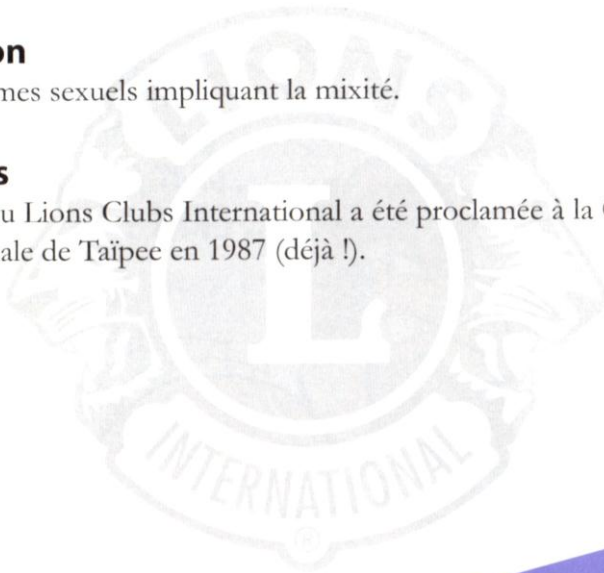 on
mes sexuels impliquant la mixité.
s
u Lions Clubs International a été proclamée à la
ale de Taïpee en 1987 (déjà !).
LIONS
L
INTERNATIONAL
®